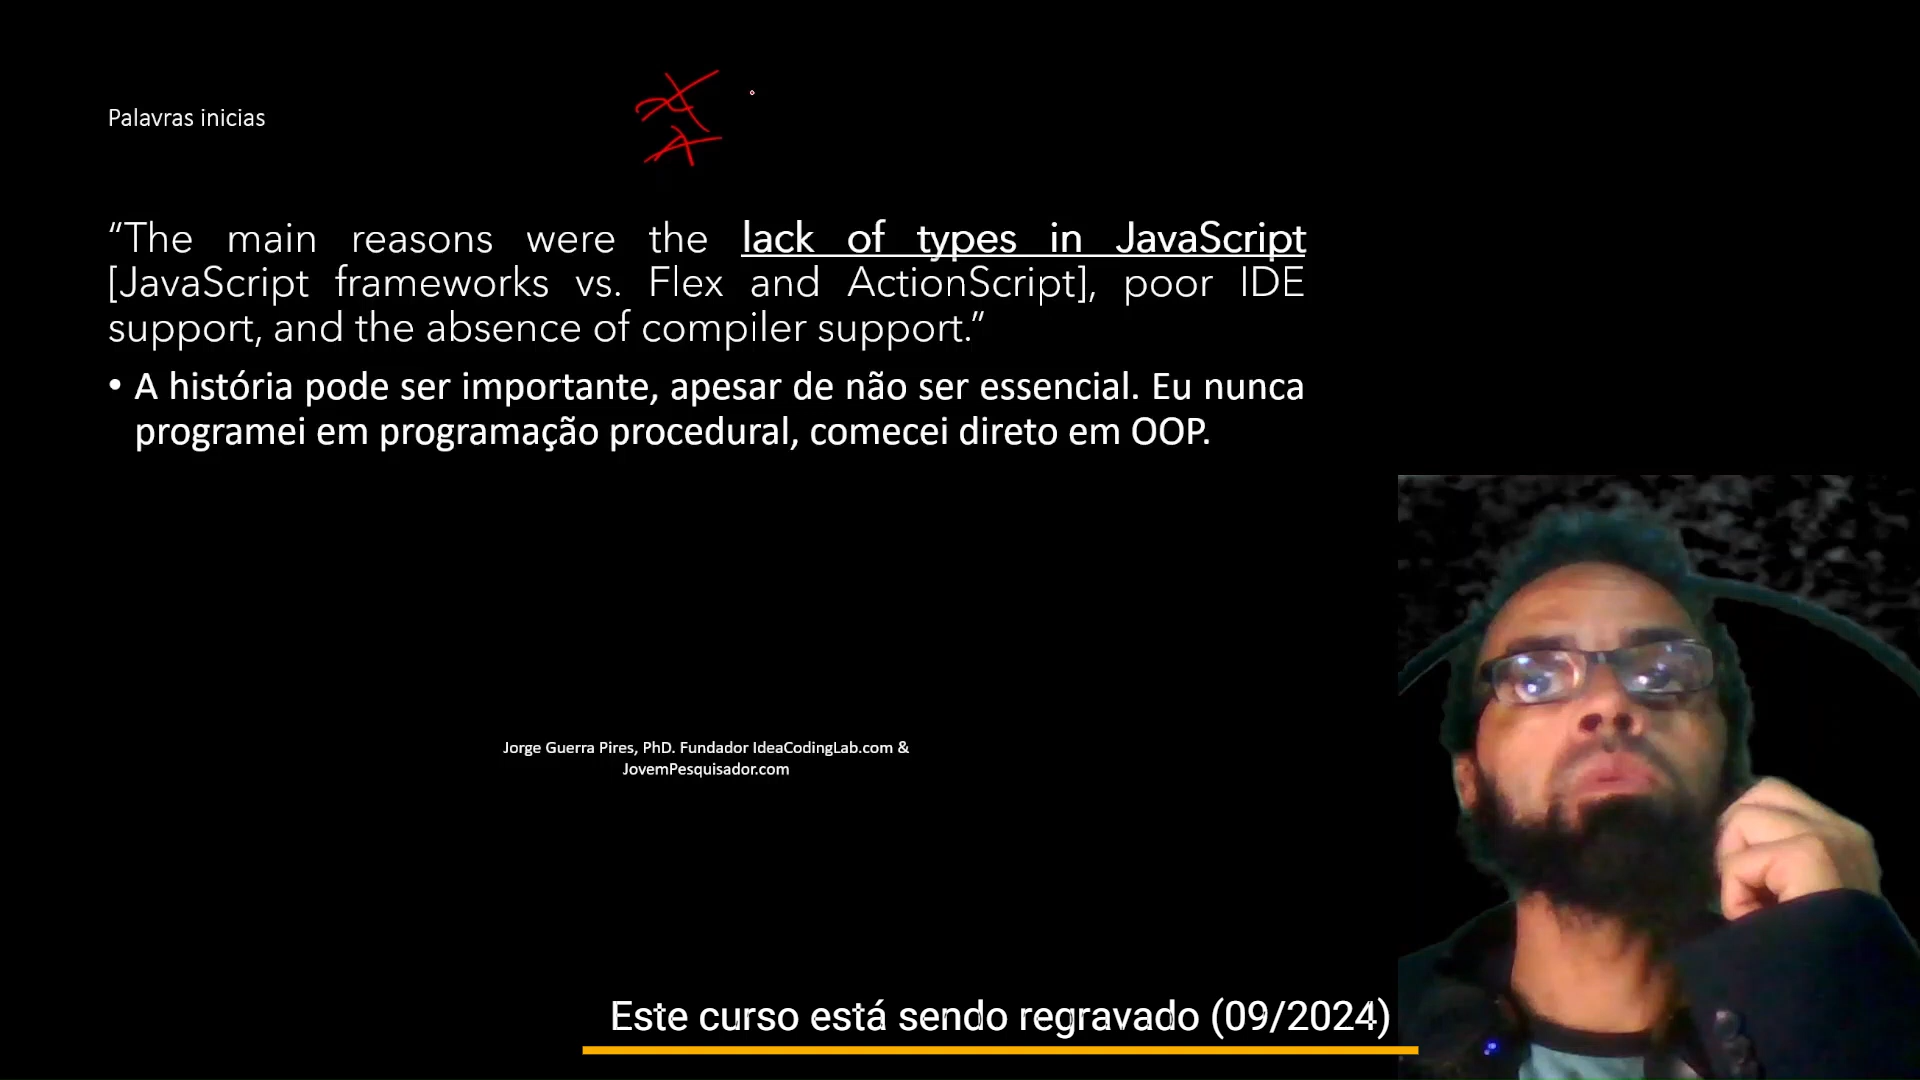 Palavras inicias
“The main reasons were the lack of types in JavaScript
[JavaScript frameworks vs. Flex and ActionScript], poor IDE
support, and the absence of compiler support.”
• A história pode ser importante, apesar de não ser essencial. Eu nunca
programei em programação procedural, comecei direto em OOP.
Jorge Guerra Pires, PhD. Fundador IdeaCodingLab.com &
JovemPesquisador.com
Este curso está sendo regravado (09/2024)